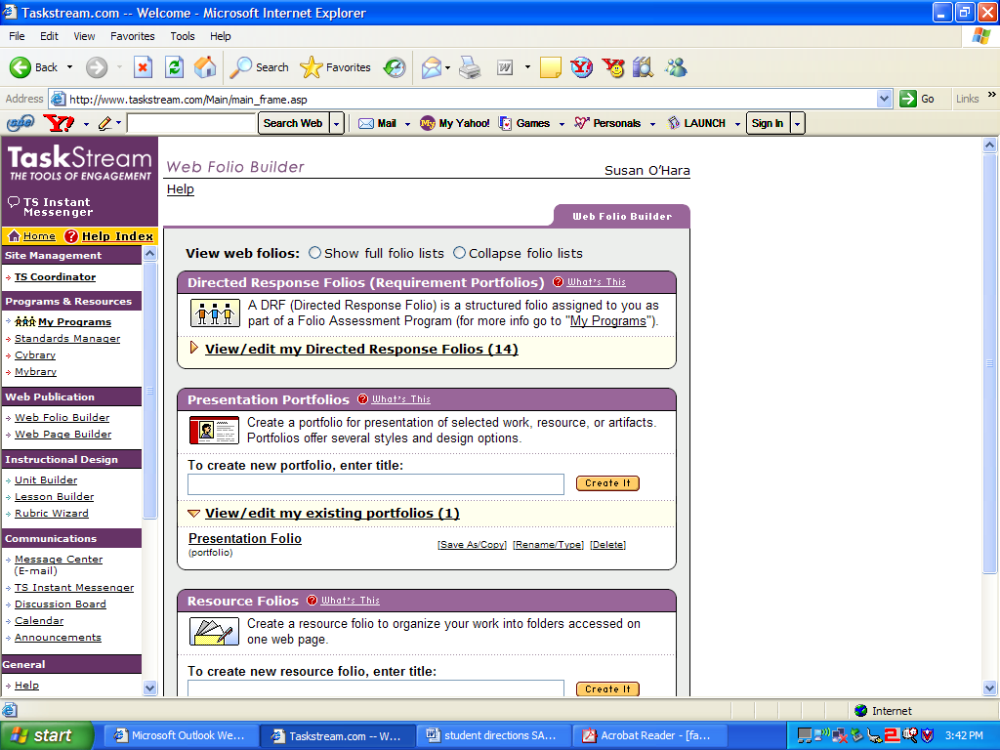 Taskstream.com -- Welcome - Microsoft Internet Explorer
File Edit View Favorites Tools Help
Back Search Favorites
Address http://www.taskstream.com/Main/main_frame.asp Go Links »
Search Web Mail My Yahoo! Games Personals LAUNCH Sign In
TaskStream
THE TOOLS OF ENGAGEMENT
TS Instant
Messenger
Home Help Index
Site Management
TS Coordinator
Programs & Resources
My Programs
Standards Manager
Cybrary
Mybrary
Web Publication
Web Folio Builder
Web Page Builder
Instructional Design
Unit Builder
Lesson Builder
Rubric Wizard
Communications
Message Center
(E-mail)
TS Instant Messenger
Discussion Board
Calendar
Announcements
General
Help
Web Folio Builder
Susan O'Hara
Help
Web Folio Builder
View web folios: Show full folio lists Collapse folio lists
Directed Response Folios (Requirement Portfolios) ? What's This
A DRF (Directed Response Folio) is a structured folio assigned to you as
part of a Folio Assessment Program (for more info go to "My Programs").
View/edit my Directed Response Folios (14)
Presentation Portfolios ? What's This
Create a portfolio for presentation of selected work, resource, or artifacts.
Portfolios offer several styles and design options.
To create new portfolio, enter title:
Create It
View/edit my existing portfolios (1)
Presentation Folio [Save As/Copy] [Rename/Type] [Delete]
(portfolio)
Resource Folios ? What's This
Create a resource folio to organize your work into folders accessed on
one web page.
To create new resource folio, enter title:
Create It
Internet
start Microsoft Outlook We... Taskstream.com -- W... student directions SA... Acrobat Reader - [fa... 3:42 PM